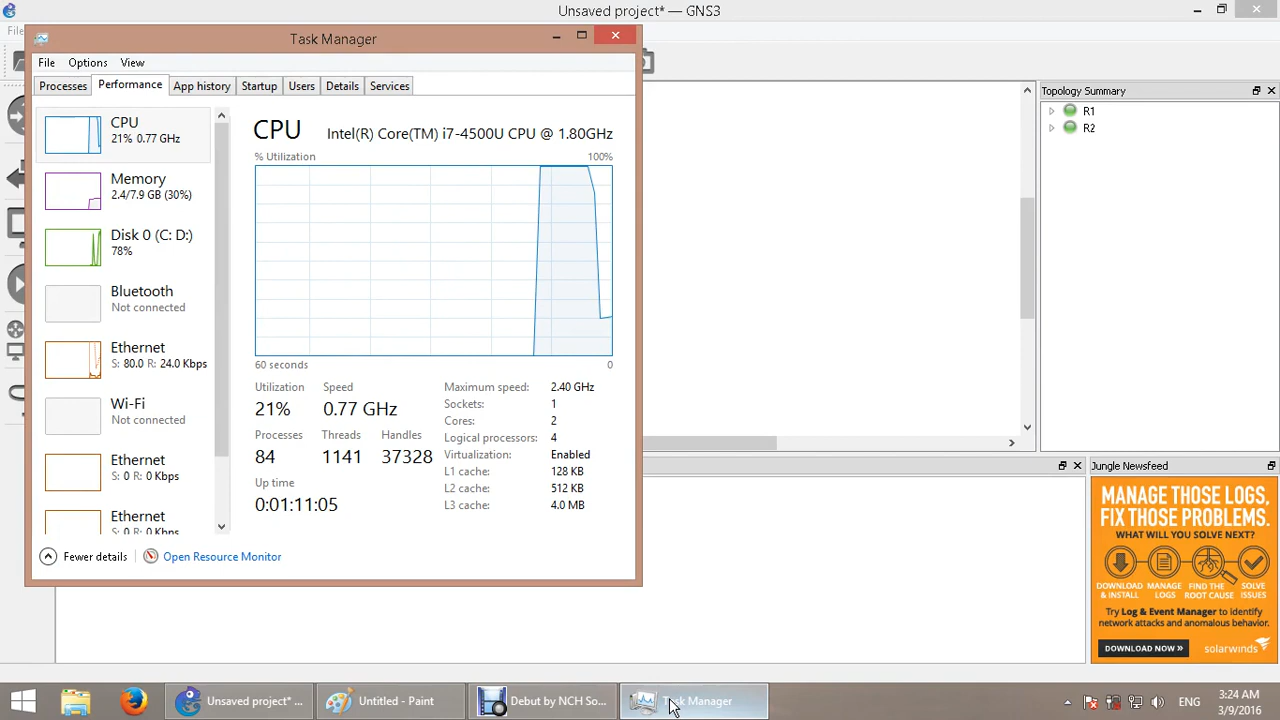 Unsaved project* — GNS3
File
Task Manager
File Options View
Processes Performance App history Startup Users Details Services
CPU
21% 0.77 GHz
Memory
2.4/7.9 GB (30%)
Disk 0 (C: D:)
78%
Bluetooth
Not connected
Ethernet
S: 80.0 R: 24.0 Kbps
Wi-Fi
Not connected
Ethernet
S: 0 R: 0 Kbps
Ethernet
S: 0 R: 0 Kbps
CPU Intel(R) Core(TM) i7-4500U CPU @ 1.80GHz
% Utilization 100%
60 seconds 0
Utilization Speed
21% 0.77 GHz
Processes Threads Handles
84 1141 37328
Up time
0:01:11:05
Maximum speed: 2.40 GHz
Sockets: 1
Cores: 2
Logical processors: 4
Virtualization: Enabled
L1 cache: 128 KB
L2 cache: 512 KB
L3 cache: 4.0 MB
Fewer details Open Resource Monitor
Topology Summary
R1
R2
Jungle Newsfeed
MANAGE THOSE LOGS,
FIX THOSE PROBLEMS.
WHAT WILL YOU SOLVE NEXT?
DOWNLOAD & INSTALL
MANAGE LOGS
FIND THE ROOT CAUSE
SOLVE ISSUES
Try Log & Event Manager to identify
network attacks and anomalous behavior.
DOWNLOAD NOW »
solarwinds
Unsaved project* ...
Untitled - Paint
Debut by NCH So...
Task Manager
ENG
3:24 AM
3/9/2016